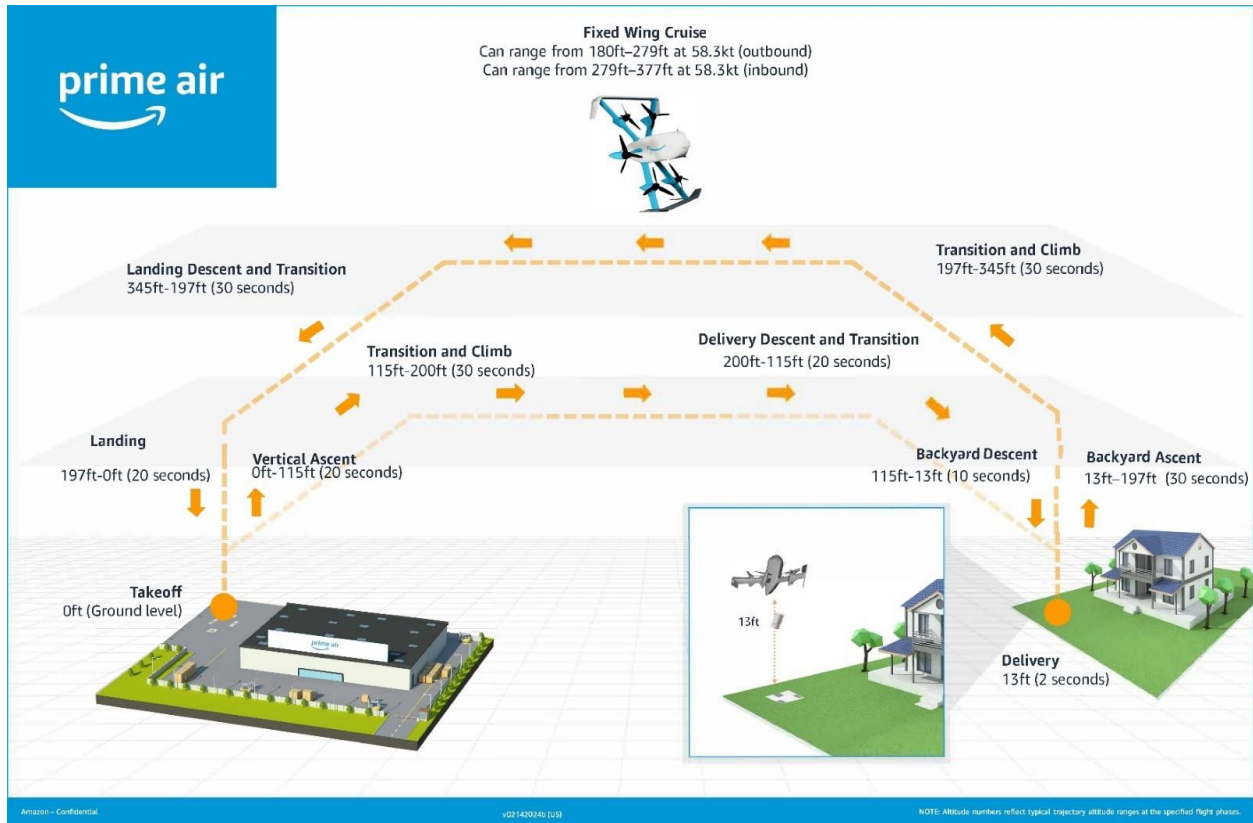 prime air
Fixed Wing Cruise
Can range from 180ft–279ft at 58.3kt (outbound)
Can range from 279ft–377ft at 58.3kt (inbound)
Landing Descent and Transition
345ft-197ft (30 seconds)
Transition and Climb
197ft-345ft (30 seconds)
Transition and Climb
115ft-200ft (30 seconds)
Delivery Descent and Transition
200ft-115ft (20 seconds)
Landing
197ft-0ft (20 seconds)
Vertical Ascent
0ft-115ft (20 seconds)
Backyard Descent
115ft-13ft (10 seconds)
Backyard Ascent
13ft–197ft (30 seconds)
Takeoff
0ft (Ground level)
prime air
13ft
Delivery
13ft (2 seconds)
Amazon – Confidential
v02142024b (US)
NOTE: Altitude numbers reflect typical trajectory altitude ranges at the specified flight phases.